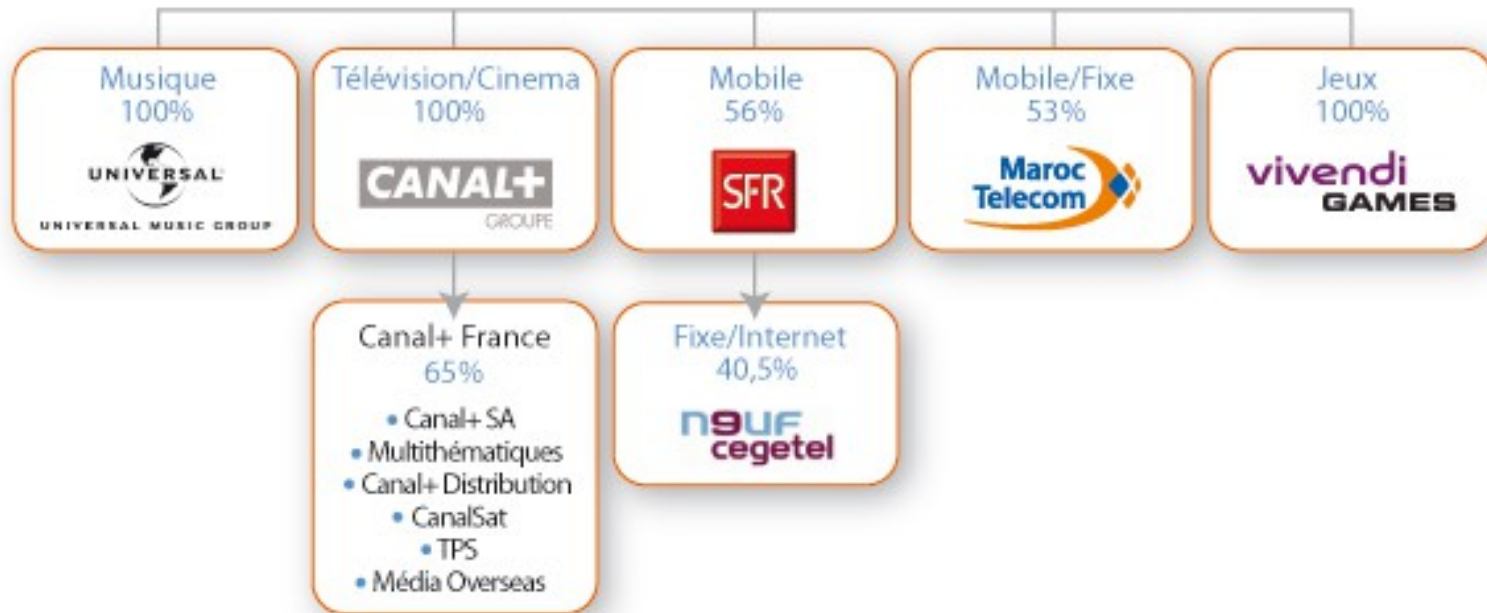 Musique
100%
UNIVERSAL
UNIVERSAL MUSIC GROUP
Télévision/Cinema
100%
CANAL+
GROUPE
Mobile
56%
SFR
Mobile/Fixe
53%
Maroc
Telecom
Jeux
100%
vivendi
GAMES
Canal+ France
65%
• Canal+ SA
• Multithématiques
• Canal+ Distribution
• CanalSat
• TPS
• Média Overseas
Fixe/Internet
40,5%
n9uf
cegetel